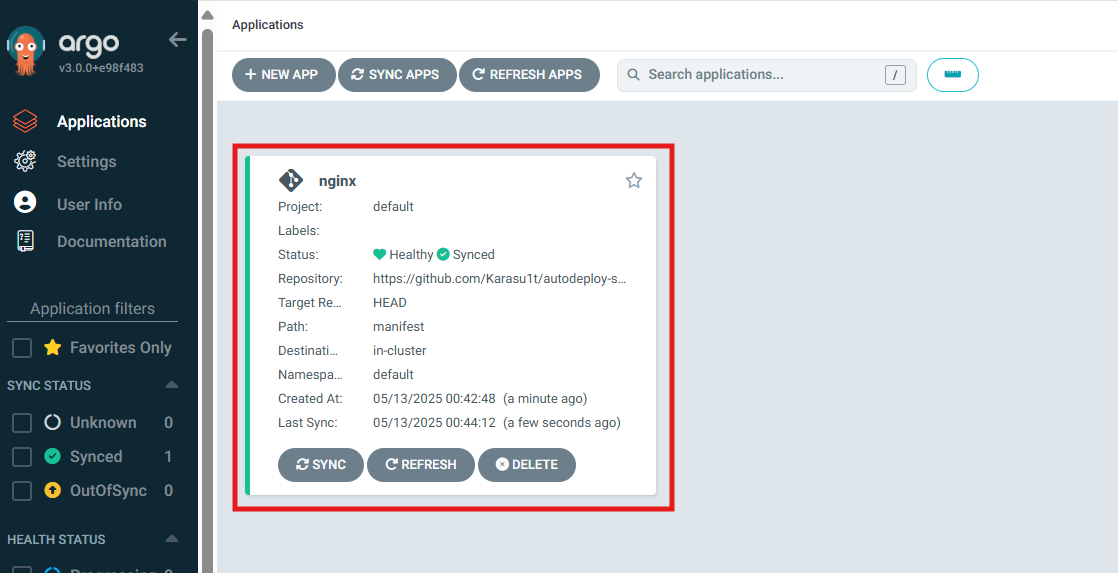 argo
v3.0.0+e98f483
Applications
Settings
User Info
Documentation
Application filters
Favorites Only
SYNC STATUS
Unknown 0
Synced 1
OutOfSync 0
HEALTH STATUS
Progressing 0
Applications
+ NEW APP SYNC APPS REFRESH APPS Search applications... /
nginx
Project: default
Labels:
Status: Healthy Synced
Repository: https://github.com/Karasu1t/autodeploy-s...
Target Re... HEAD
Path: manifest
Destinati... in-cluster
Namespa... default
Created At: 05/13/2025 00:42:48 (a minute ago)
Last Sync: 05/13/2025 00:44:12 (a few seconds ago)
SYNC REFRESH DELETE